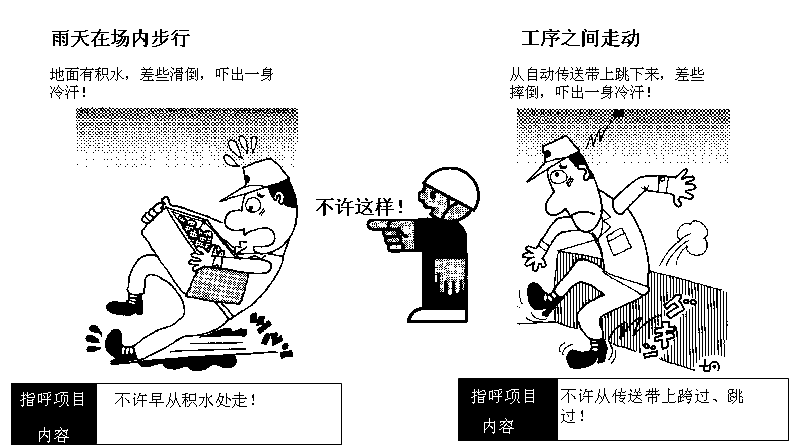 雨天在场内步行
地面有积水，差些滑倒，吓出一身
冷汗！
不许这样！
指呼项目
内容
不许早从积水处走！
工序之间走动
从自动传送带上跳下来，差些
摔倒，吓出一身冷汗！
指呼项目
内容
不许从传送带上跨过、跳
过！